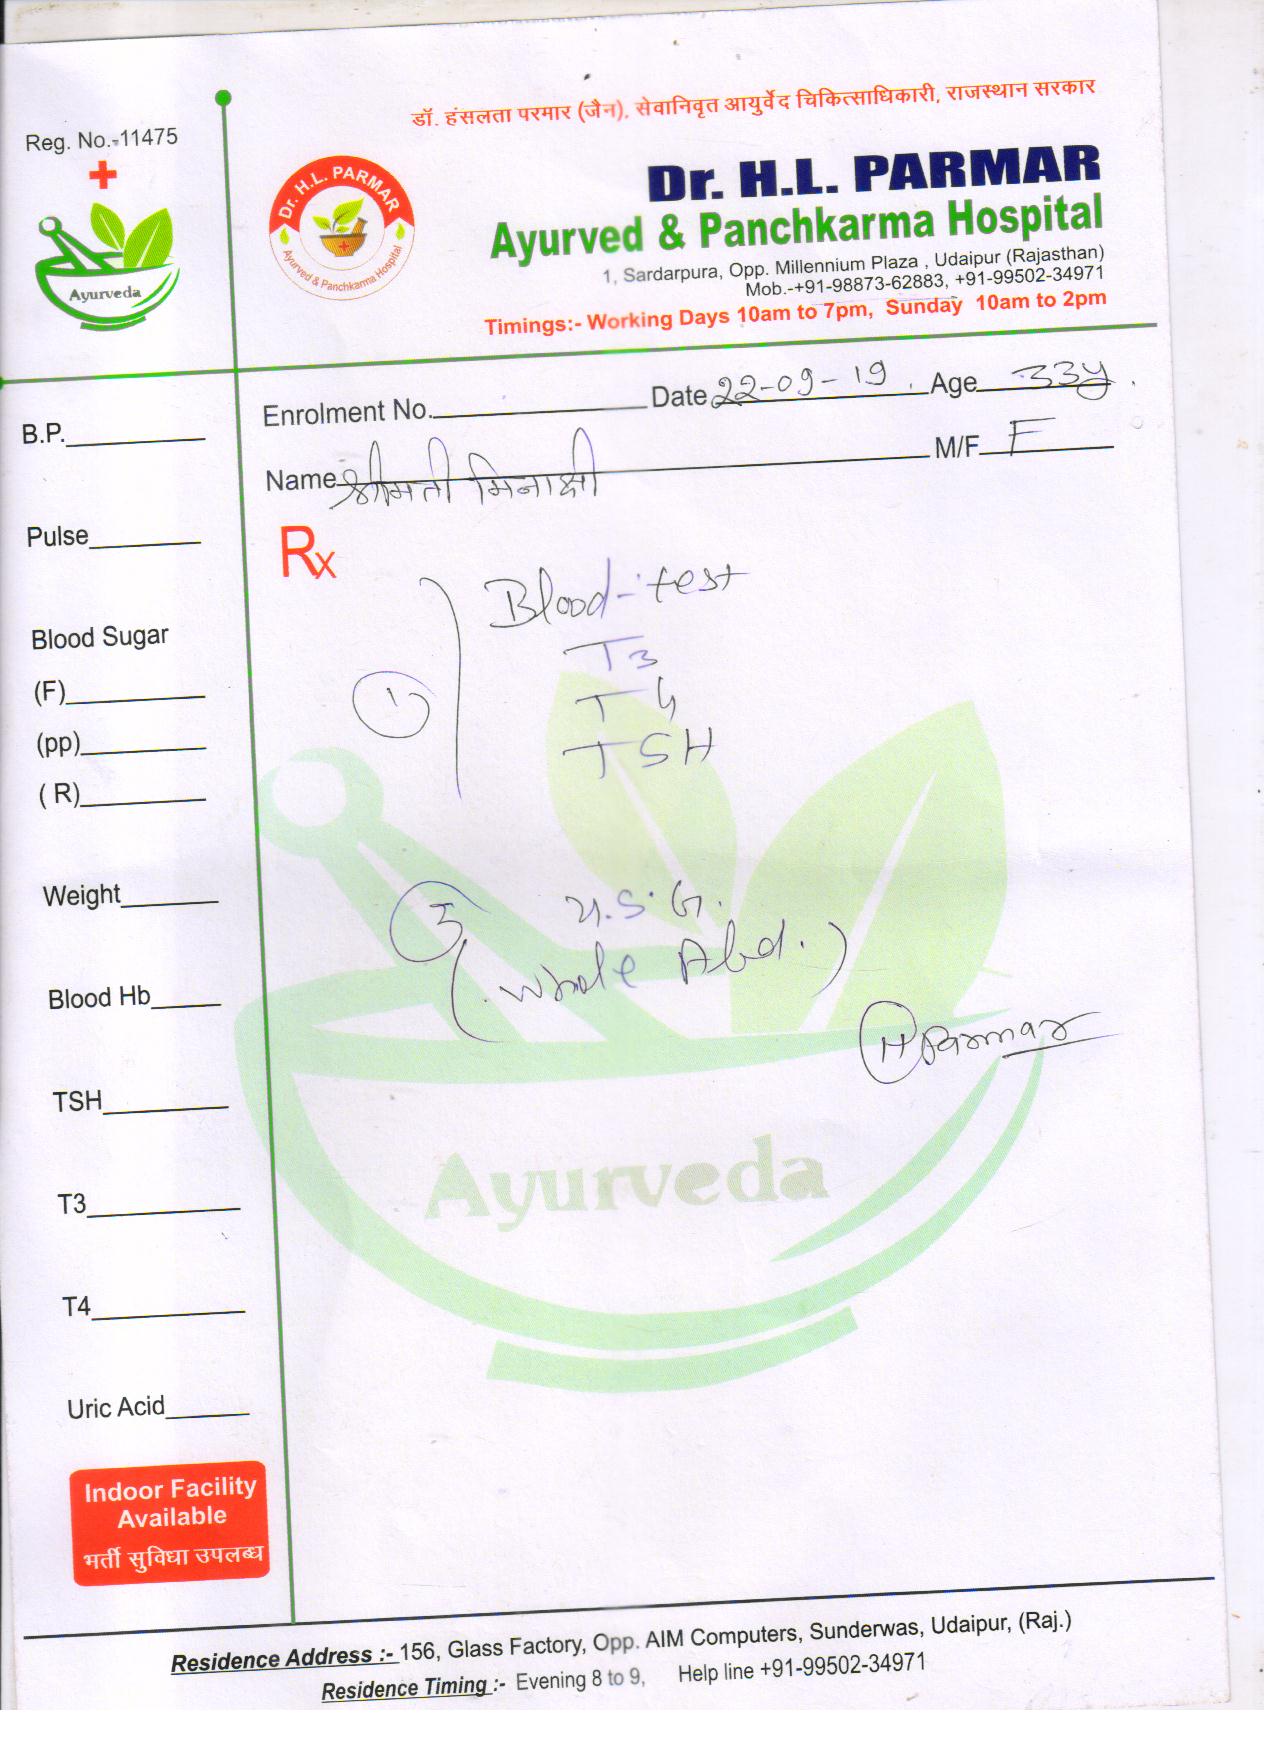 डॉ. हंसलता परमार (जैन), सेवानिवृत आयुर्वेद चिकित्साधिकारी, राजस्थान सरकार
Reg. No.-11475
Ayurveda
Dr. H.L. PARMAR
Ayurved & Panchkarma Hospital
Dr. H.L. PARMAR
Ayurved & Panchkarma Hospital
1, Sardarpura, Opp. Millennium Plaza , Udaipur (Rajasthan)
Mob.-+91-98873-62883, +91-99502-34971
Timings:- Working Days 10am to 7pm, Sunday 10am to 2pm
Enrolment No. Date 22-09-19 . Age 33y .
Name श्रीमती मिनाक्षी M/F F
Rx
1) Blood-test
T3
T4
TSH
U.S.G.
(Whole Abd.)
H Parmar
Ayurveda
B.P.
Pulse
Blood Sugar
(F)
(pp)
( R)
Weight
Blood Hb
TSH
T3
T4
Uric Acid
Indoor Facility
Available
भर्ती सुविधा उपलब्ध
Residence Address :- 156, Glass Factory, Opp. AIM Computers, Sunderwas, Udaipur, (Raj.)
Residence Timing :- Evening 8 to 9, Help line +91-99502-34971